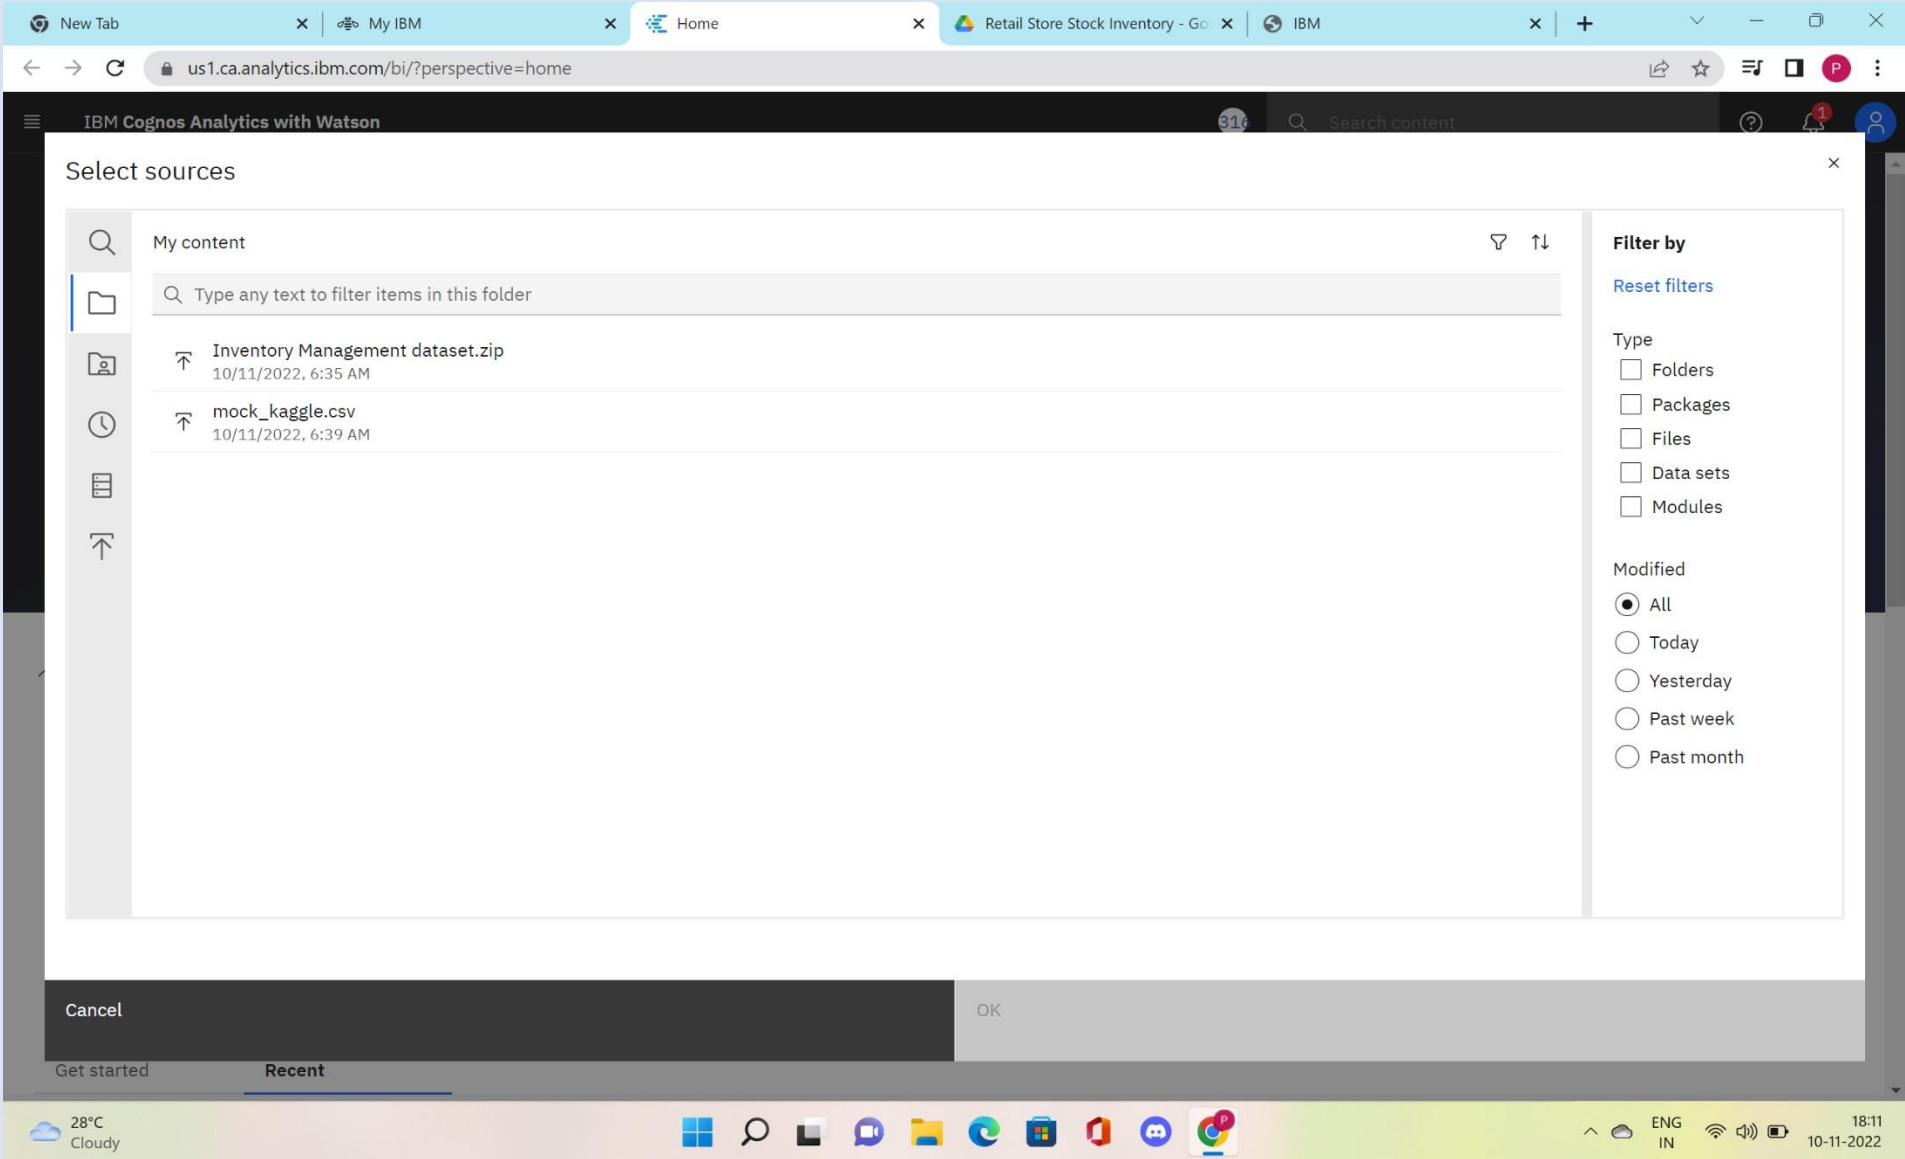 New Tab
My IBM
Home
Retail Store Stock Inventory - Go
IBM
us1.ca.analytics.ibm.com/bi/?perspective=home
P
IBM Cognos Analytics with Watson
316
Search content
1
Select sources
My content
Type any text to filter items in this folder
Inventory Management dataset.zip
10/11/2022, 6:35 AM
mock_kaggle.csv
10/11/2022, 6:39 AM
Filter by
Reset filters
Type
Folders
Packages
Files
Data sets
Modules
Modified
All
Today
Yesterday
Past week
Past month
Cancel
OK
Get started
Recent
28°C
Cloudy
P
ENG
IN
18:11
10-11-2022